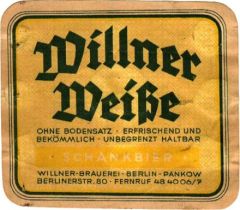 Willner
Weiße
OHNE BODENSATZ · ERFRISCHEND UND
BEKÖMMLICH · UNBEGRENZT HALTBAR
SCHANKBIER
WILLNER-BRAUEREI · BERLIN-PANKOW
BERLINERSTR. 80 · FERNRUF 48 40 06/7